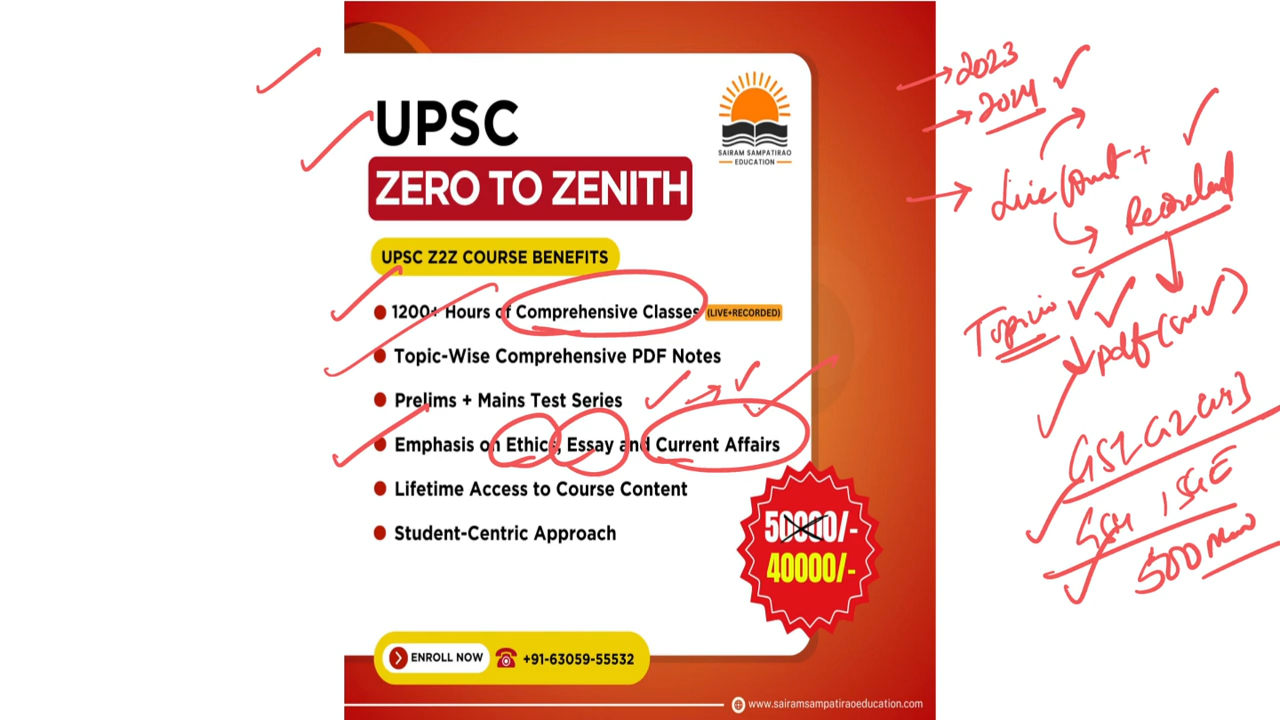 UPSC
ZERO TO ZENITH
SAIRAM SAMPATIRAO
EDUCATION
UPSC Z2Z COURSE BENEFITS
1200+ Hours of Comprehensive Classes (LIVE+RECORDED)
Topic-Wise Comprehensive PDF Notes
Prelims + Mains Test Series
Emphasis on Ethics, Essay and Current Affairs
Lifetime Access to Course Content
Student-Centric Approach
50000/-
40000/-
ENROLL NOW
+91-63059-55532
www.sairamsampatiraoeducation.com
2023
2024
Live +
Recorded
pdf
500